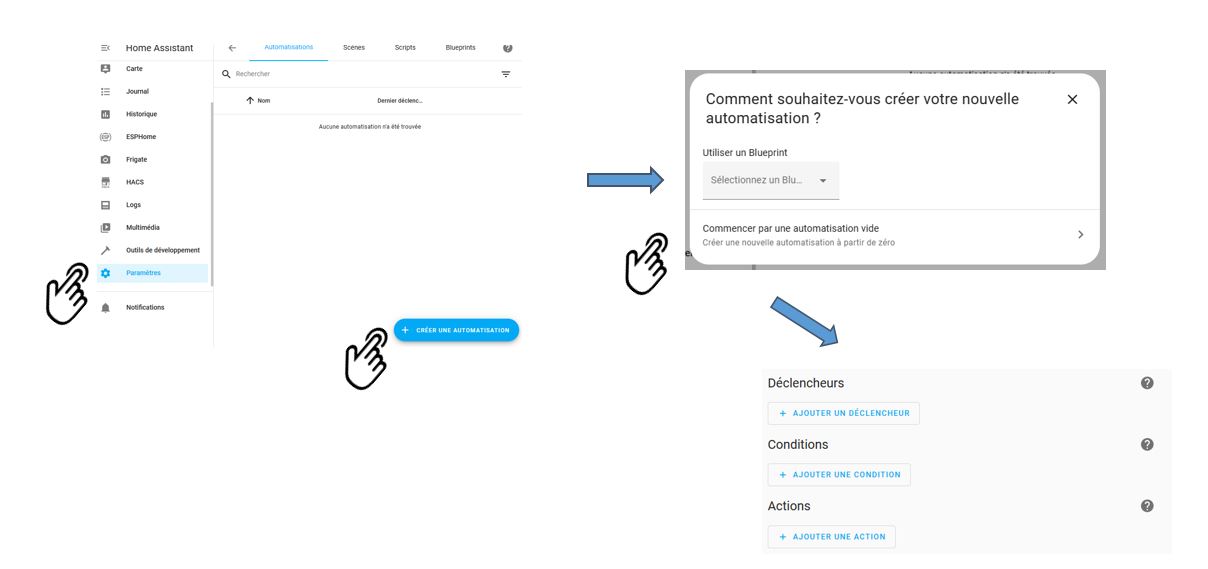 Home Assistant
Carte
Journal
Historique
ESPHome
Frigate
HACS
Logs
Multimédia
Outils de développement
Paramètres
Notifications
Automatisations Scènes Scripts Blueprints
Rechercher
Nom Dernier déclenc...
Aucune automatisation n'a été trouvée
+ CRÉER UNE AUTOMATISATION
Comment souhaitez-vous créer votre nouvelle
automatisation ?
Utiliser un Blueprint
Sélectionnez un Blu...
Commencer par une automatisation vide
Créer une nouvelle automatisation à partir de zéro
Déclencheurs
+ AJOUTER UN DÉCLENCHEUR
Conditions
+ AJOUTER UNE CONDITION
Actions
+ AJOUTER UNE ACTION